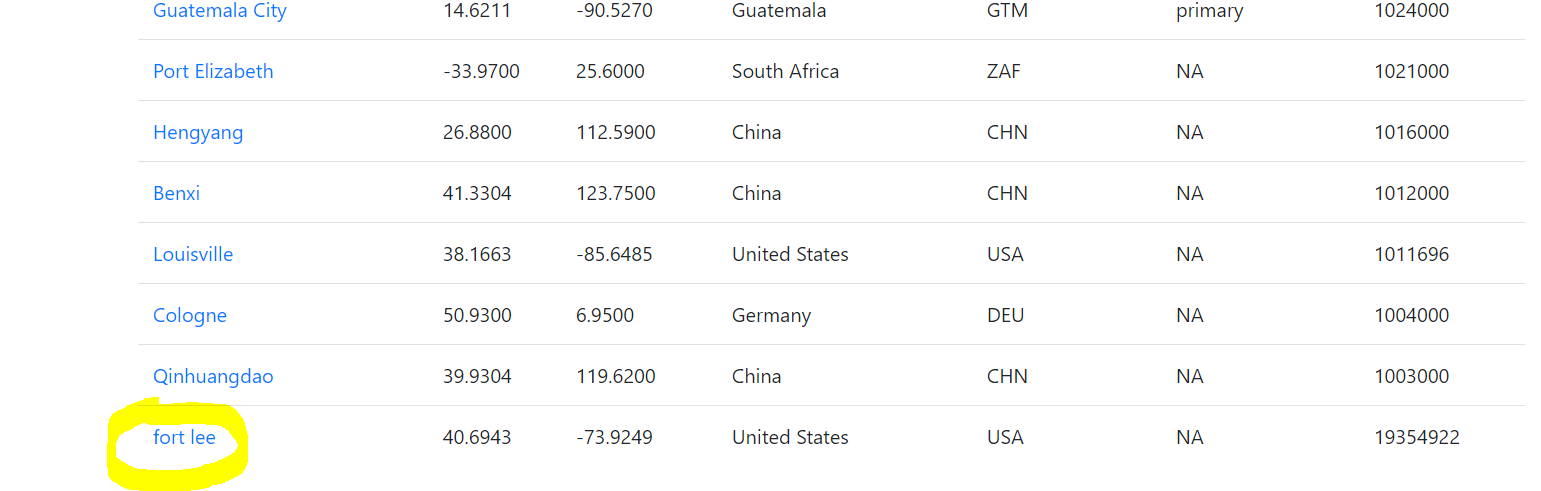 Guatemala City 14.6211 -90.5270 Guatemala GTM primary 1024000
Port Elizabeth -33.9700 25.6000 South Africa ZAF NA 1021000
Hengyang 26.8800 112.5900 China CHN NA 1016000
Benxi 41.3304 123.7500 China CHN NA 1012000
Louisville 38.1663 -85.6485 United States USA NA 1011696
Cologne 50.9300 6.9500 Germany DEU NA 1004000
Qinhuangdao 39.9304 119.6200 China CHN NA 1003000
fort lee 40.6943 -73.9249 United States USA NA 19354922